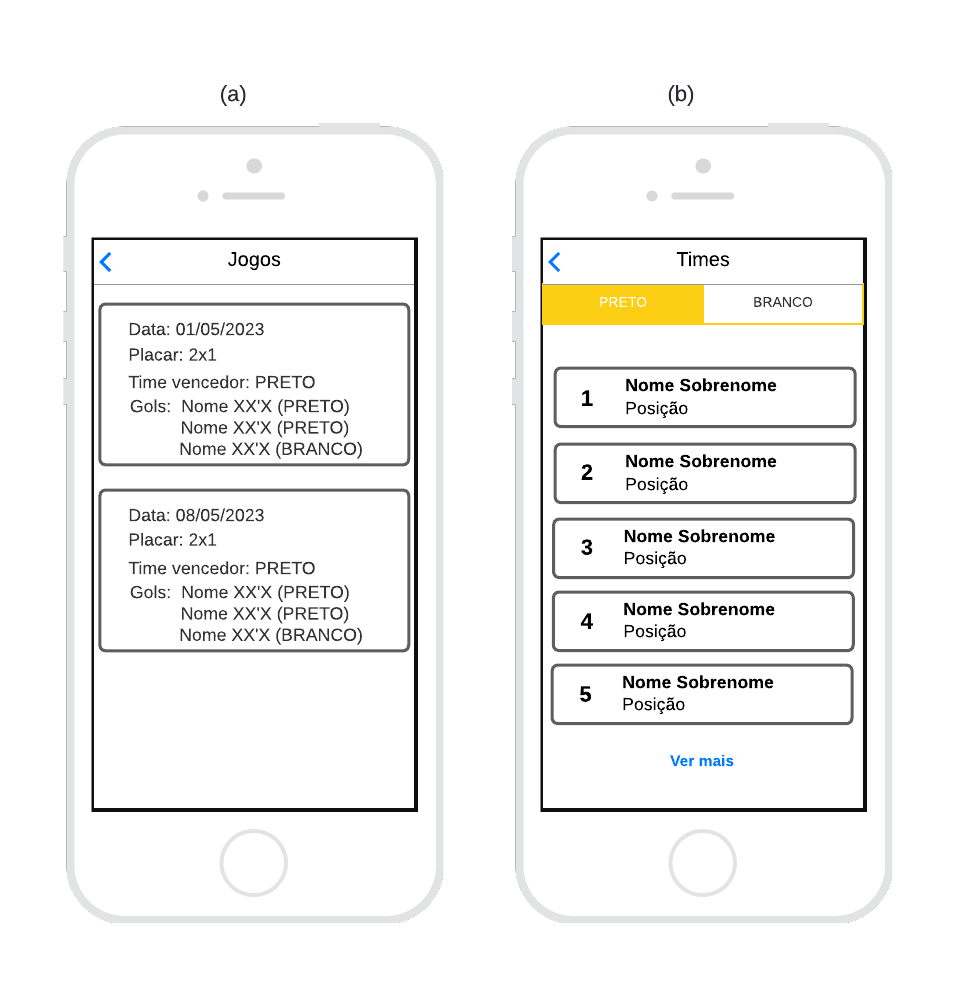 (a)
Jogos
Data: 01/05/2023
Placar: 2x1
Time vencedor: PRETO
Gols: Nome XX'X (PRETO)
Nome XX'X (PRETO)
Nome XX'X (BRANCO)
Data: 08/05/2023
Placar: 2x1
Time vencedor: PRETO
Gols: Nome XX'X (PRETO)
Nome XX'X (PRETO)
Nome XX'X (BRANCO)
(b)
Times
PRETO BRANCO
1 Nome Sobrenome
Posição
2 Nome Sobrenome
Posição
3 Nome Sobrenome
Posição
4 Nome Sobrenome
Posição
5 Nome Sobrenome
Posição
Ver mais